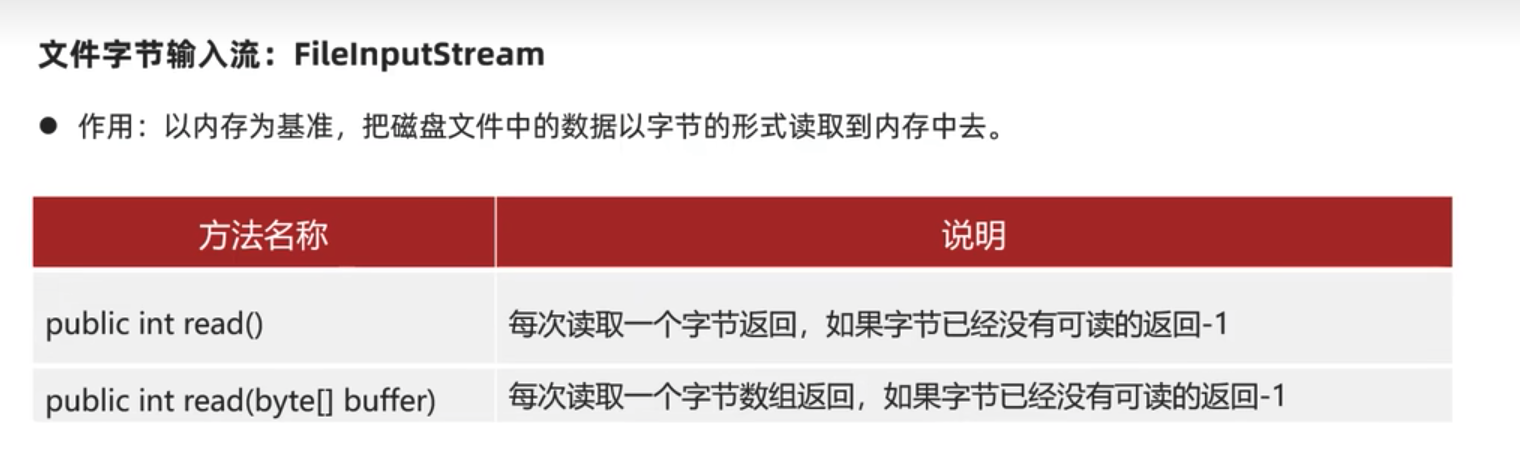 文件字节输入流：FileInputStream
● 作用：以内存为基准，把磁盘文件中的数据以字节的形式读取到内存中去。
方法名称 说明
public int read() 每次读取一个字节返回，如果字节已经没有可读的返回-1
public int read(byte[] buffer) 每次读取一个字节数组返回，如果字节已经没有可读的返回-1